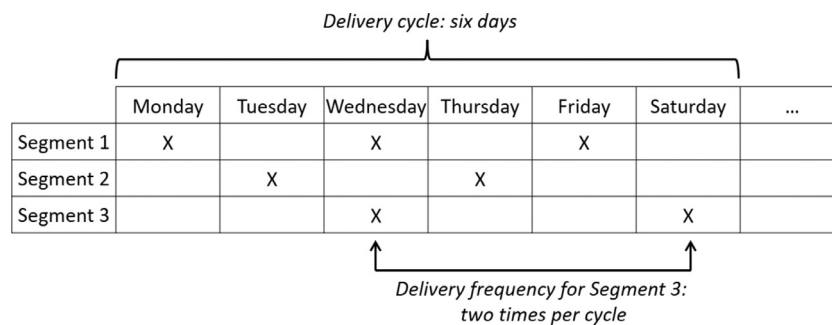 Delivery cycle: six days
Monday Tuesday Wednesday Thursday Friday Saturday ...
Segment 1 X X X
Segment 2 X X
Segment 3 X X
Delivery frequency for Segment 3:
two times per cycle